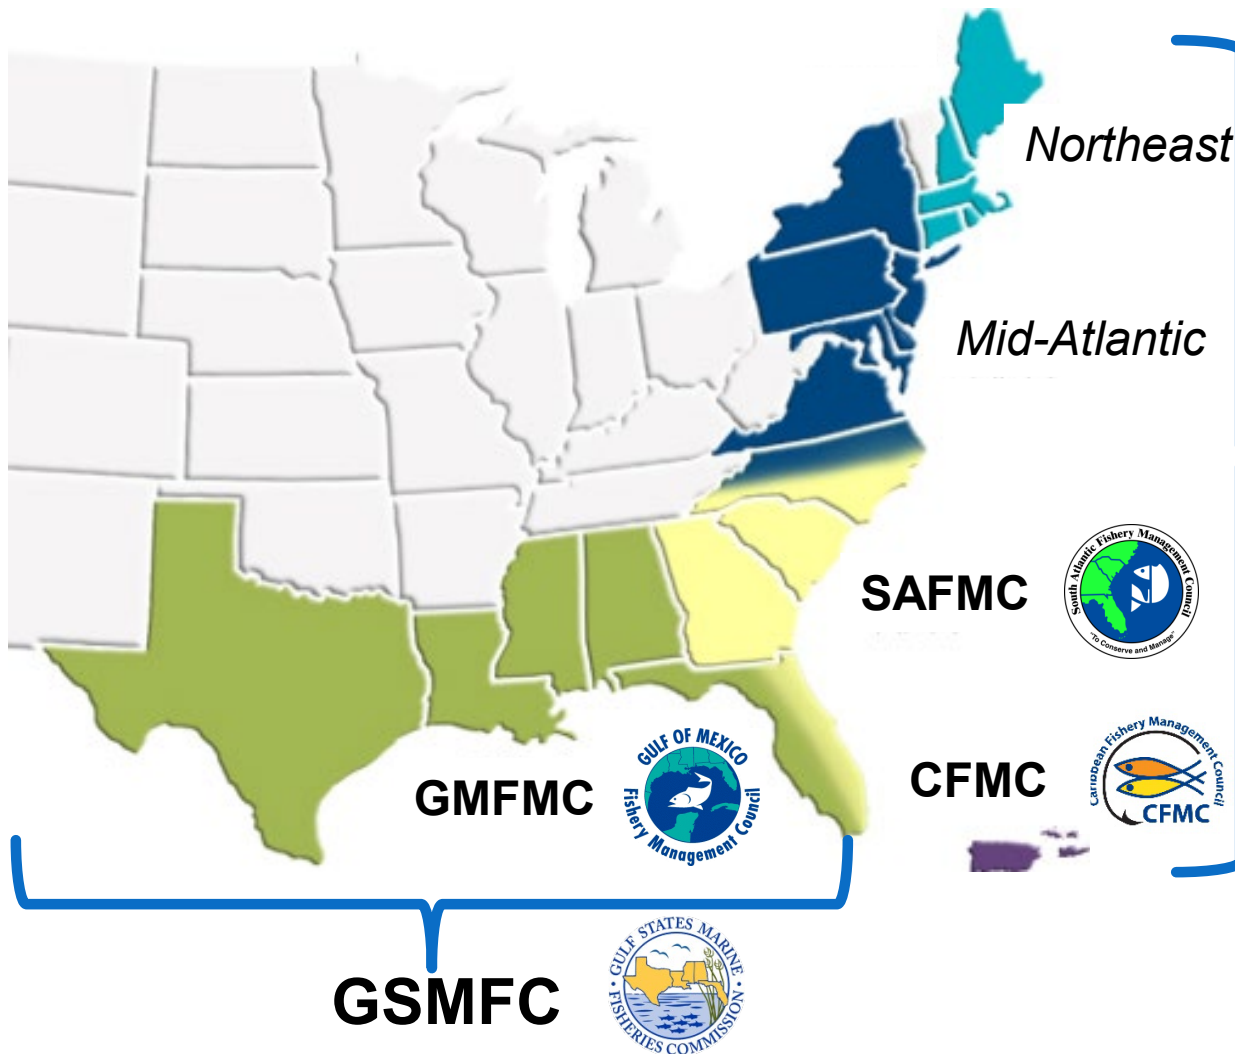 Northeast
Mid-Atlantic
SAFMC
South Atlantic Fishery Management Council
"To Conserve and Manage"
GMFMC
GULF OF MEXICO
Fishery Management Council
CFMC
Caribbean Fishery Management Council
CFMC
GSMFC
GULF STATES MARINE
FISHERIES COMMISSION